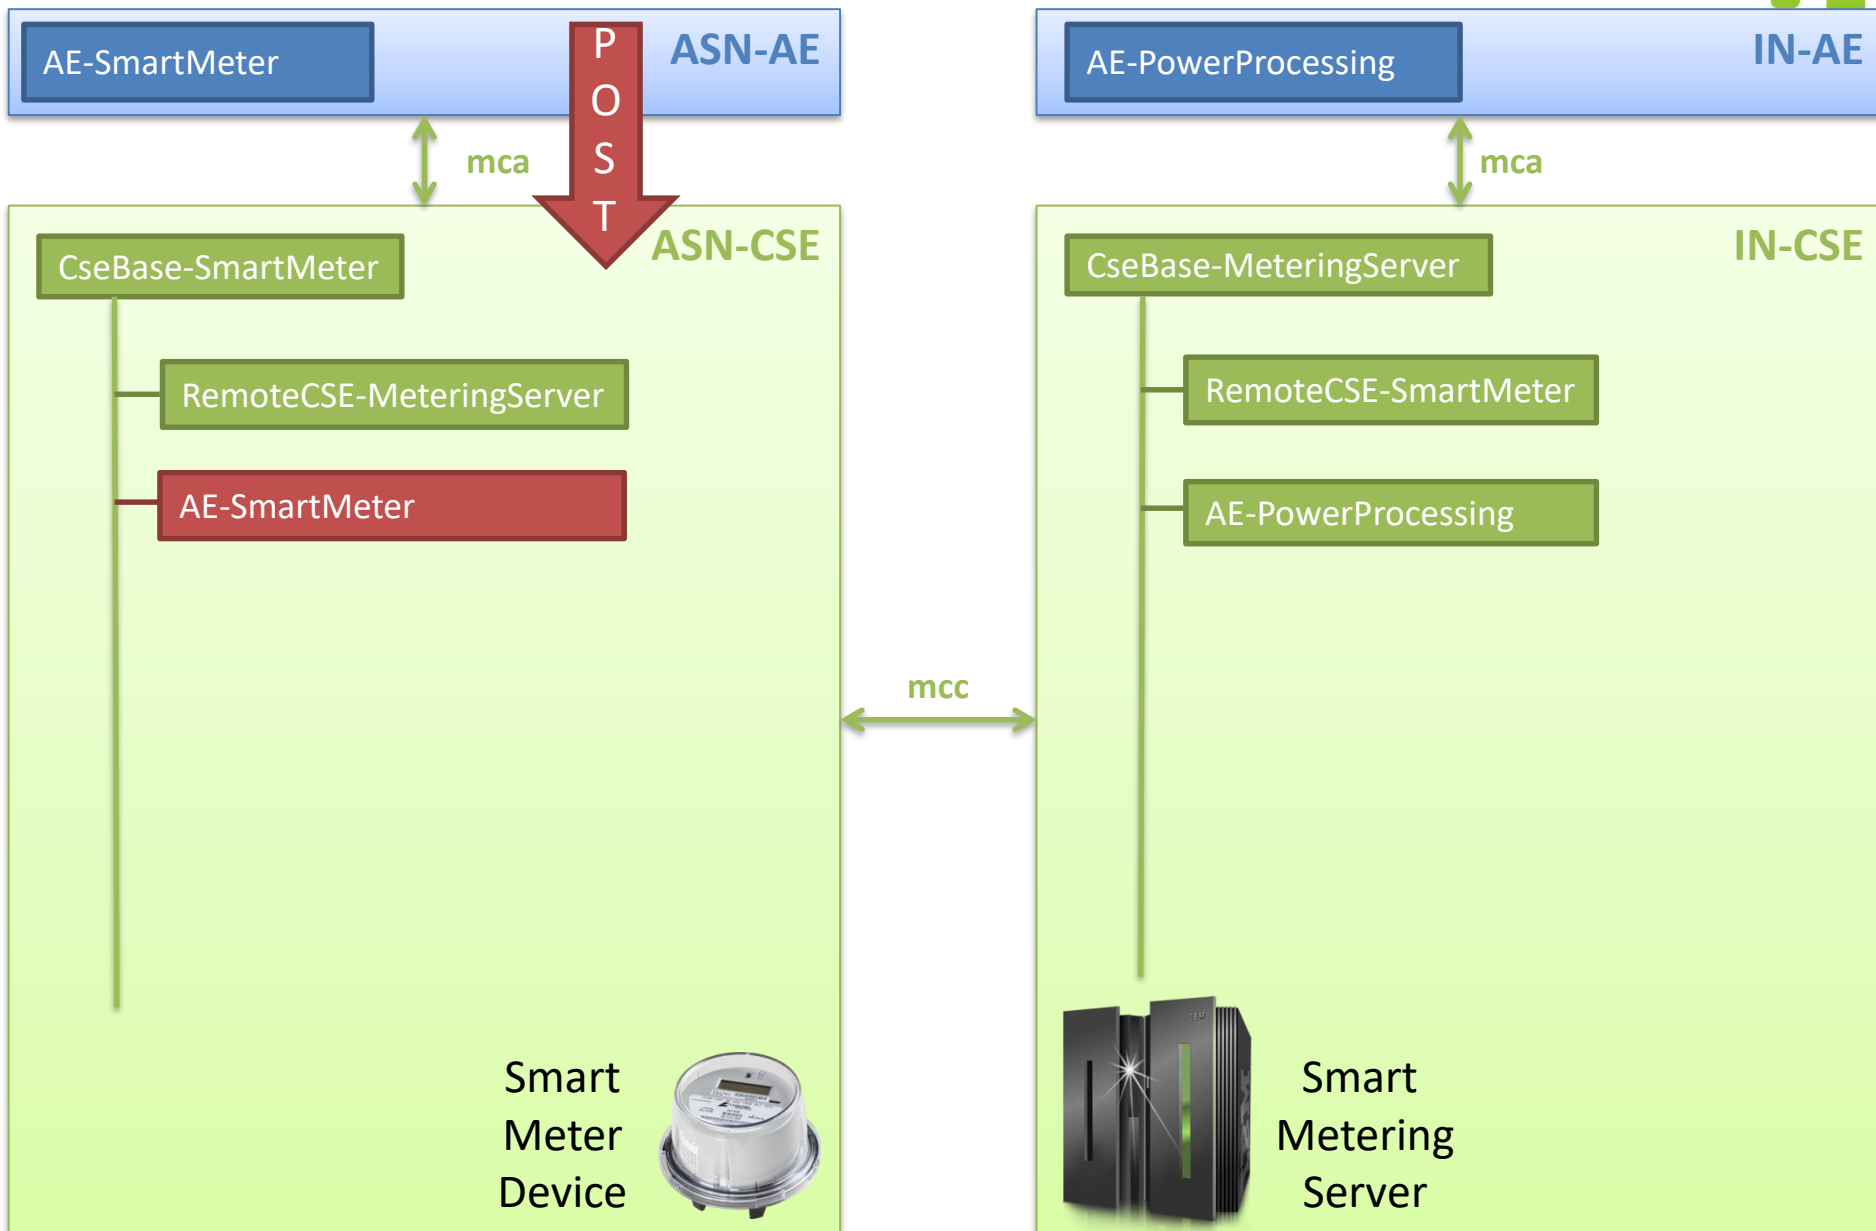 AE-SmartMeter
ASN-AE
P
O
S
T
mca
CseBase-SmartMeter
ASN-CSE
RemoteCSE-MeteringServer
AE-SmartMeter
Smart
Meter
Device
mcc
AE-PowerProcessing
IN-AE
mca
CseBase-MeteringServer
IN-CSE
RemoteCSE-SmartMeter
AE-PowerProcessing
IBM
Smart
Metering
Server